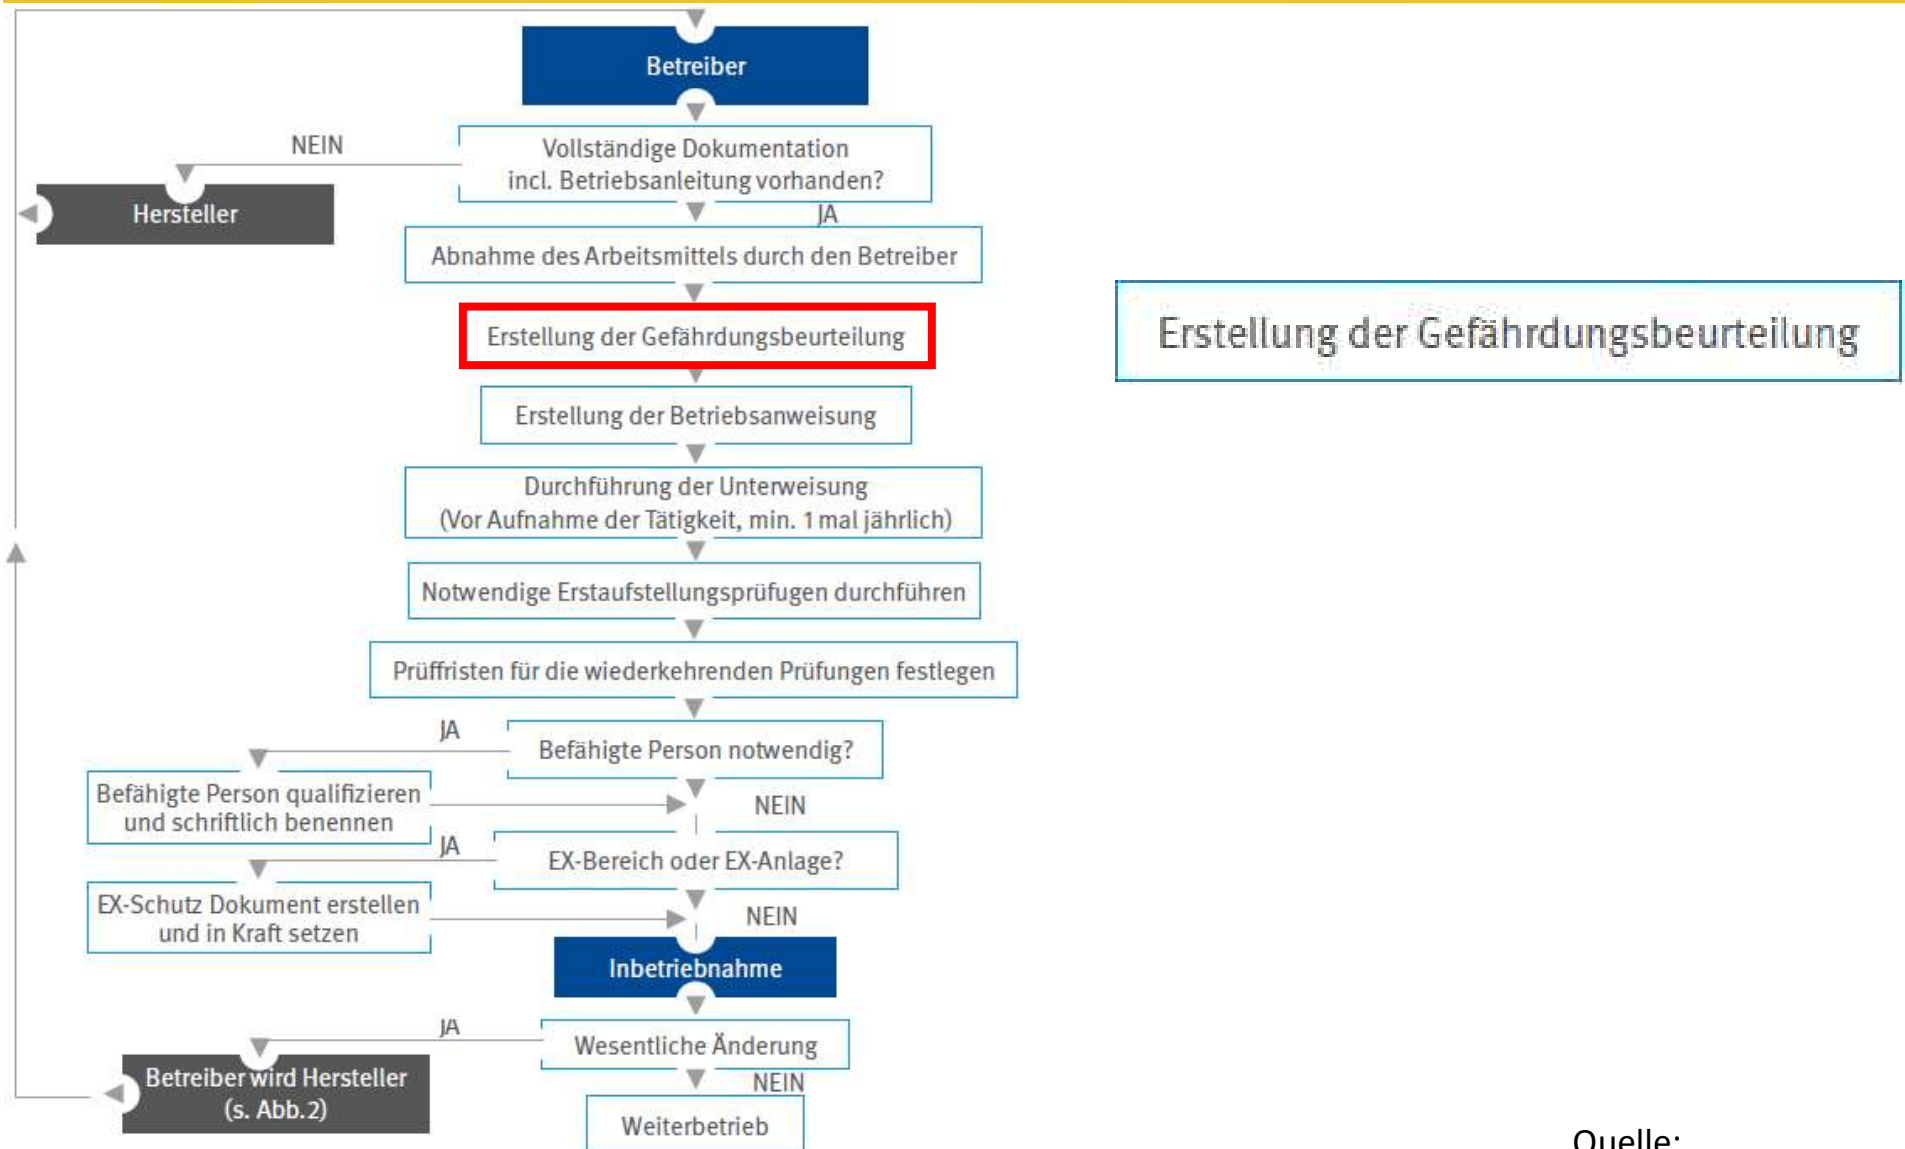 Betreiber
NEIN
Vollständige Dokumentation
incl. Betriebsanleitung vorhanden?
Hersteller
JA
Abnahme des Arbeitsmittels durch den Betreiber
Erstellung der Gefährdungsbeurteilung
Erstellung der Gefährdungsbeurteilung
Erstellung der Betriebsanweisung
Durchführung der Unterweisung
(Vor Aufnahme der Tätigkeit, min. 1 mal jährlich)
Notwendige Erstaufstellungsprüfugen durchführen
Prüffristen für die wiederkehrenden Prüfungen festlegen
JA
Befähigte Person notwendig?
Befähigte Person qualifizieren
und schriftlich benennen
NEIN
JA
EX-Bereich oder EX-Anlage?
EX-Schutz Dokument erstellen
und in Kraft setzen
NEIN
Inbetriebnahme
JA
Wesentliche Änderung
Betreiber wird Hersteller
(s. Abb.2)
NEIN
Weiterbetrieb
Quelle: